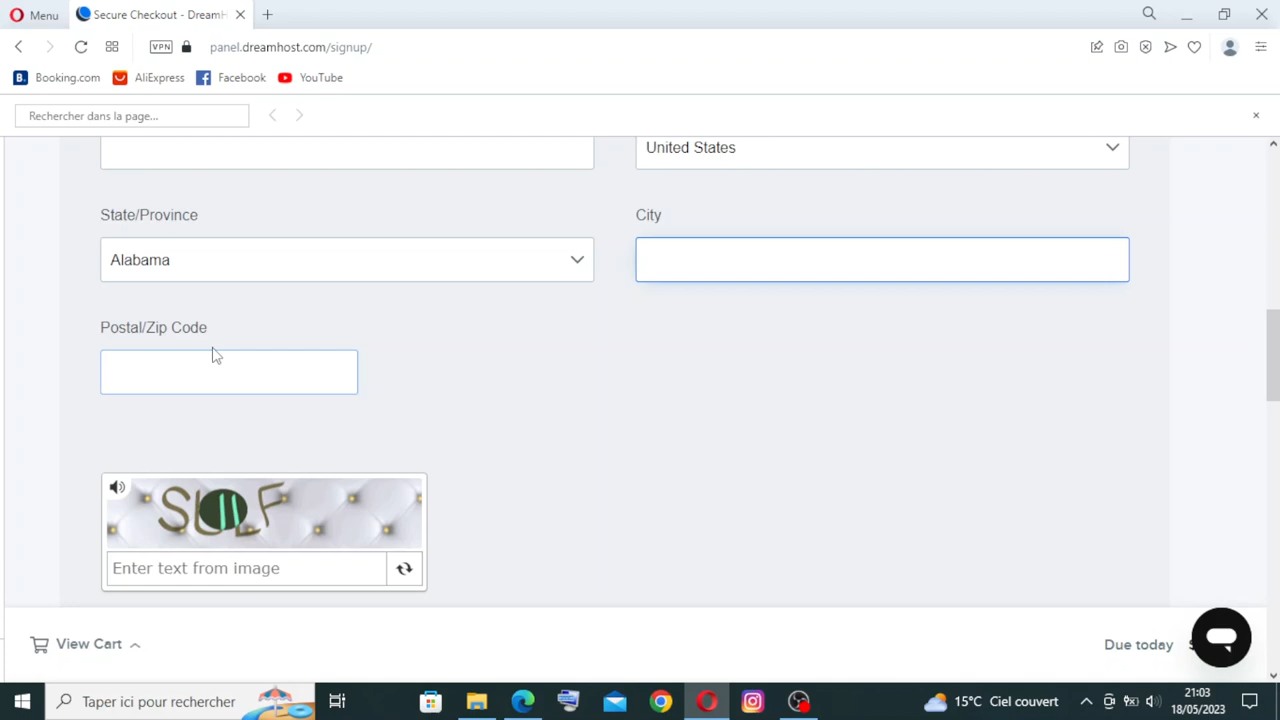 Menu
Secure Checkout - DreamH
VPN
panel.dreamhost.com/signup/
B. Booking.com AliExpress Facebook YouTube
Rechercher dans la page...
United States
State/Province City
Alabama
Postal/Zip Code
Enter text from image
View Cart
Due today
Taper ici pour rechercher
15°C Ciel couvert
21:03
18/05/2023